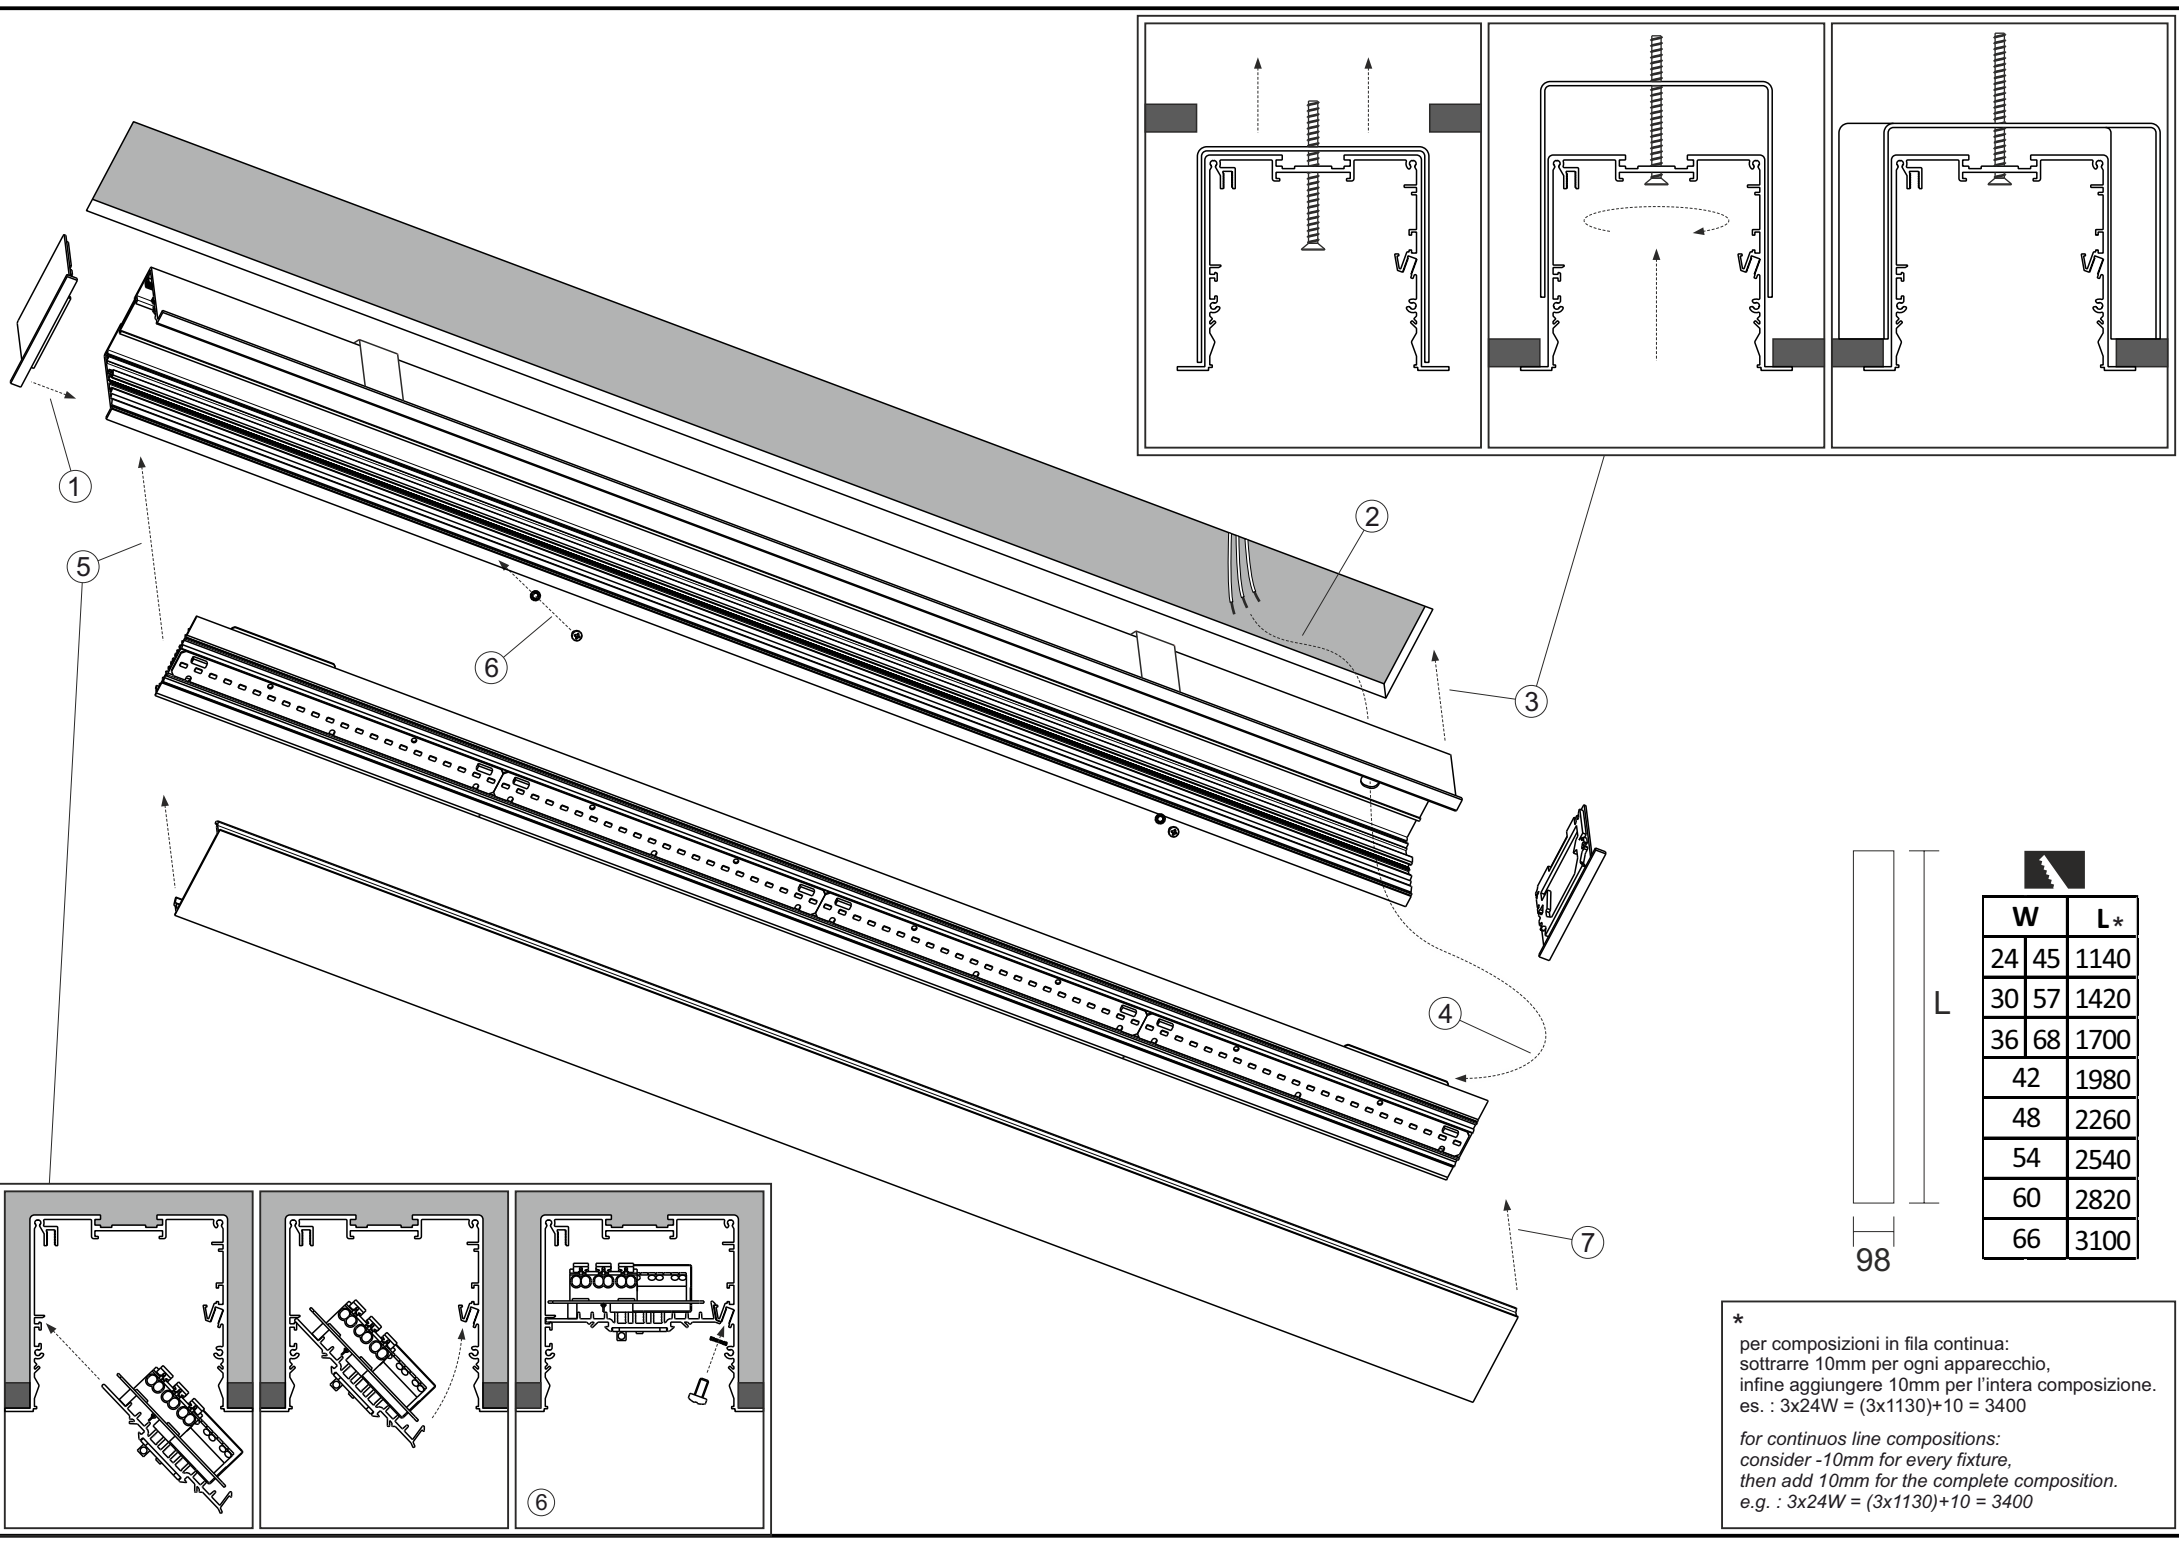 1
2
5
6
3
4
7
6
L
98
W L*
24 45 1140
30 57 1420
36 68 1700
42 1980
48 2260
54 2540
60 2820
66 3100
*
per composizioni in fila continua:
sottrarre 10mm per ogni apparecchio,
infine aggiungere 10mm per l'intera composizione.
es. : 3x24W = (3x1130)+10 = 3400
for continuos line compositions:
consider -10mm for every fixture,
then add 10mm for the complete composition.
e.g. : 3x24W = (3x1130)+10 = 3400